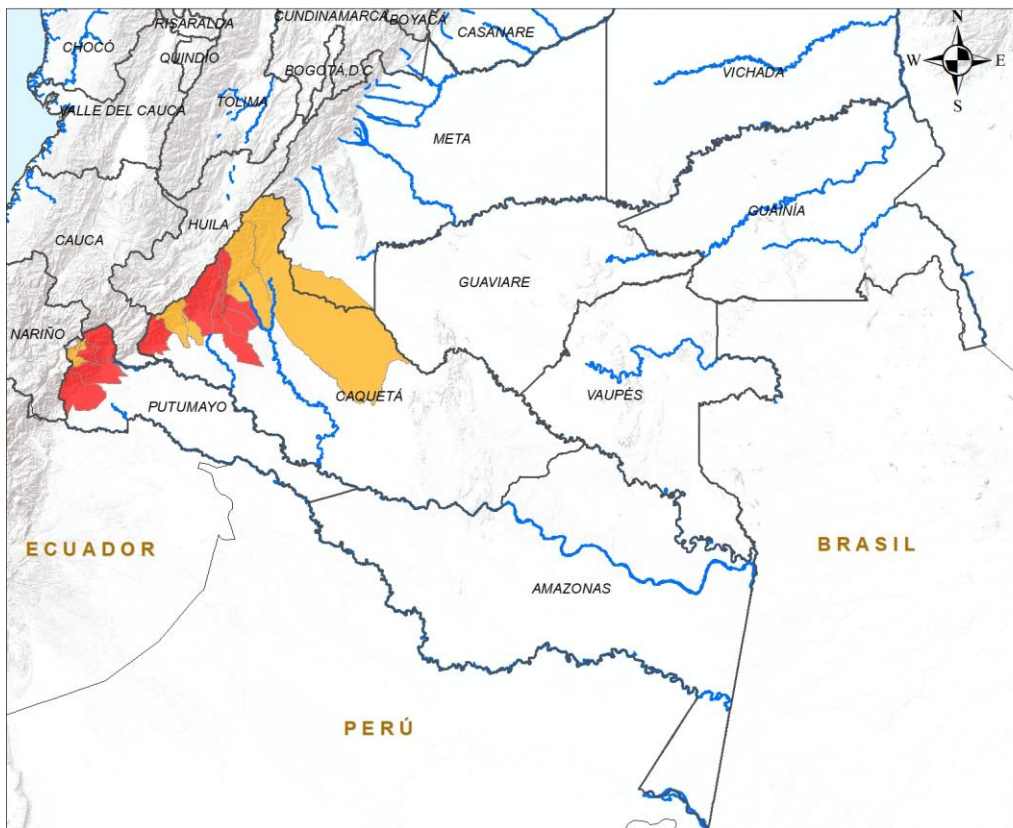 CUNDINAMARCA
BOYACÁ
RISARALDA
CASANARE
N
CHOCÓ
QUINDÍO
BOGOTÁ, D.C
VICHADA
W
E
S
VALLE DEL CAUCA
TOLIMA
META
HUILA
GUAINÍA
CAUCA
GUAVIARE
NARIÑO
CAQUETÁ
VAUPÉS
PUTUMAYO
ECUADOR
BRASIL
AMAZONAS
PERÚ